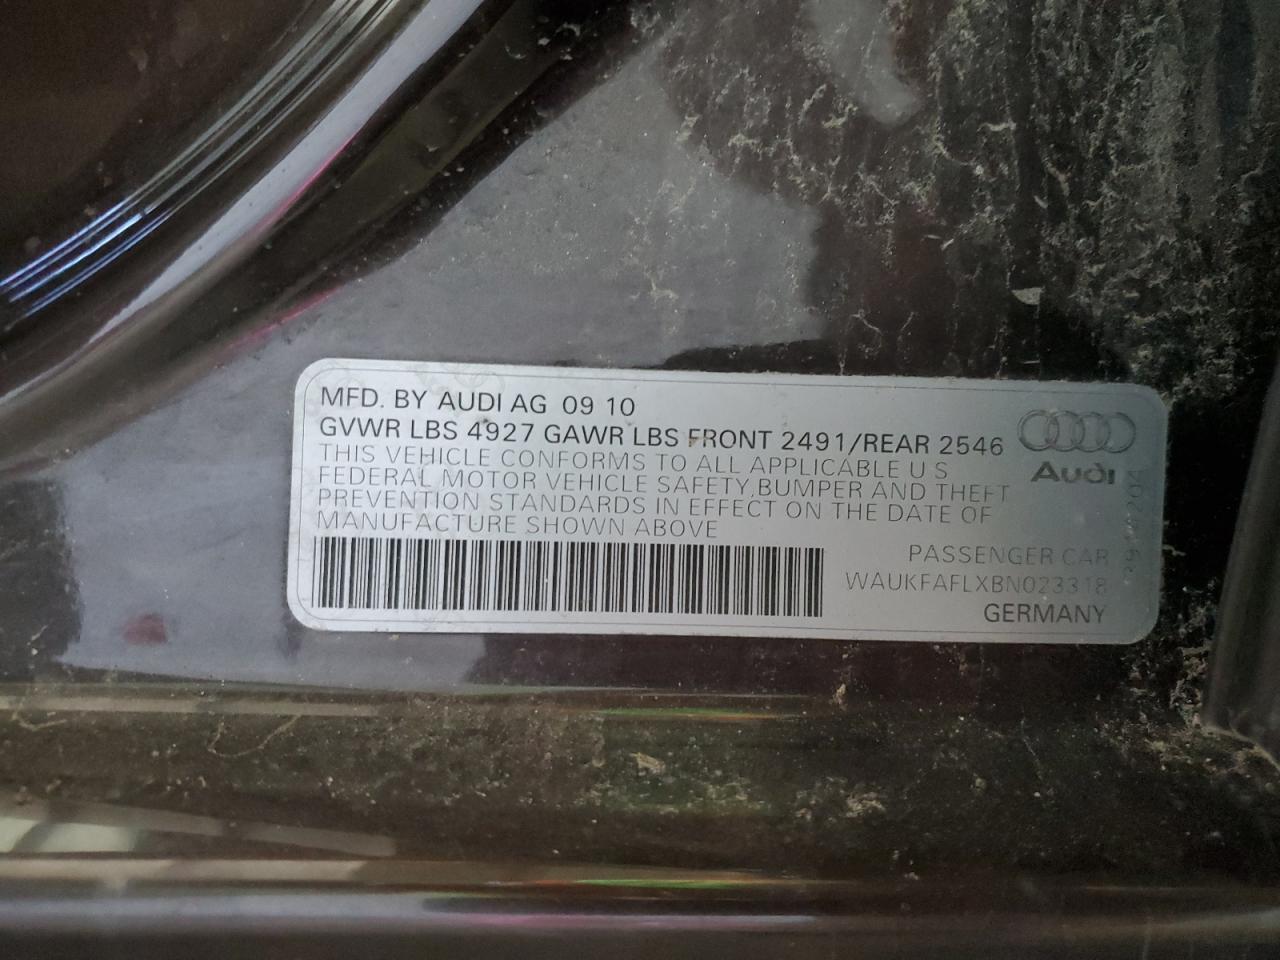 MFD. BY AUDI AG 09 10
GVWR LBS 4927 GAWR LBS FRONT 2491/REAR 2546
THIS VEHICLE CONFORMS TO ALL APPLICABLE U S
FEDERAL MOTOR VEHICLE SAFETY,BUMPER AND THEFT
PREVENTION STANDARDS IN EFFECT ON THE DATE OF
MANUFACTURE SHOWN ABOVE
Audi
PASSENGER CAR
WAUKFAFLXBN023318
GERMANY